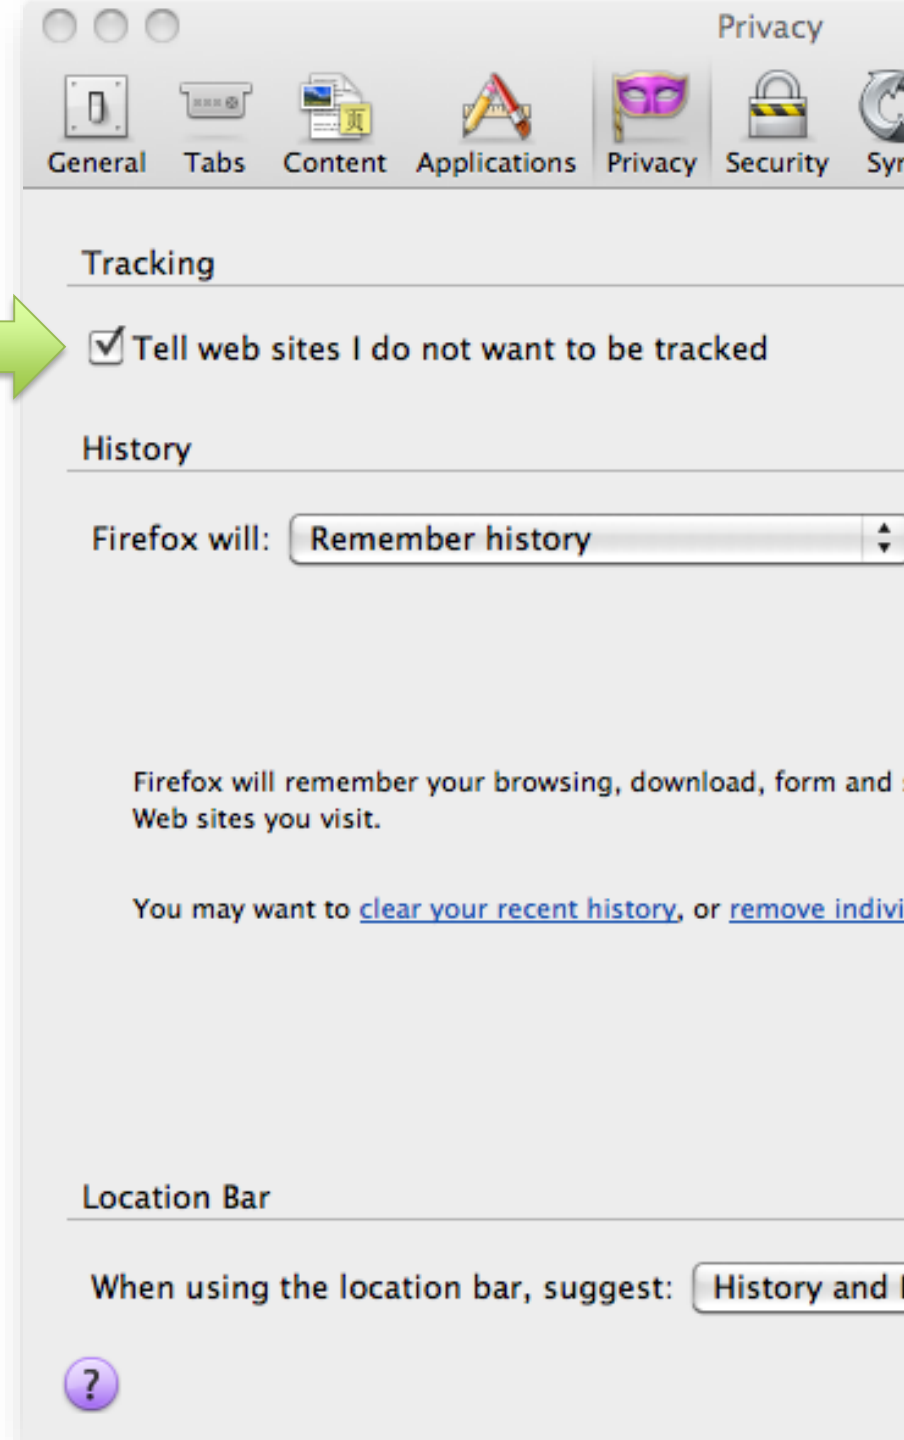 Privacy
General Tabs Content Applications Privacy Security
Tracking
Tell web sites I do not want to be tracked
History
Firefox will: Remember history
Firefox will remember your browsing, download, form and
Web sites you visit.
You may want to clear your recent history, or remove
Location Bar
When using the location bar, suggest: History and
?